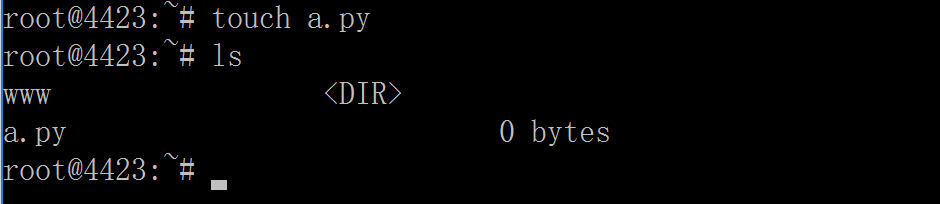 root@4423:~# touch a.py
root@4423:~# ls
www <DIR>
a.py 0 bytes
root@4423:~#